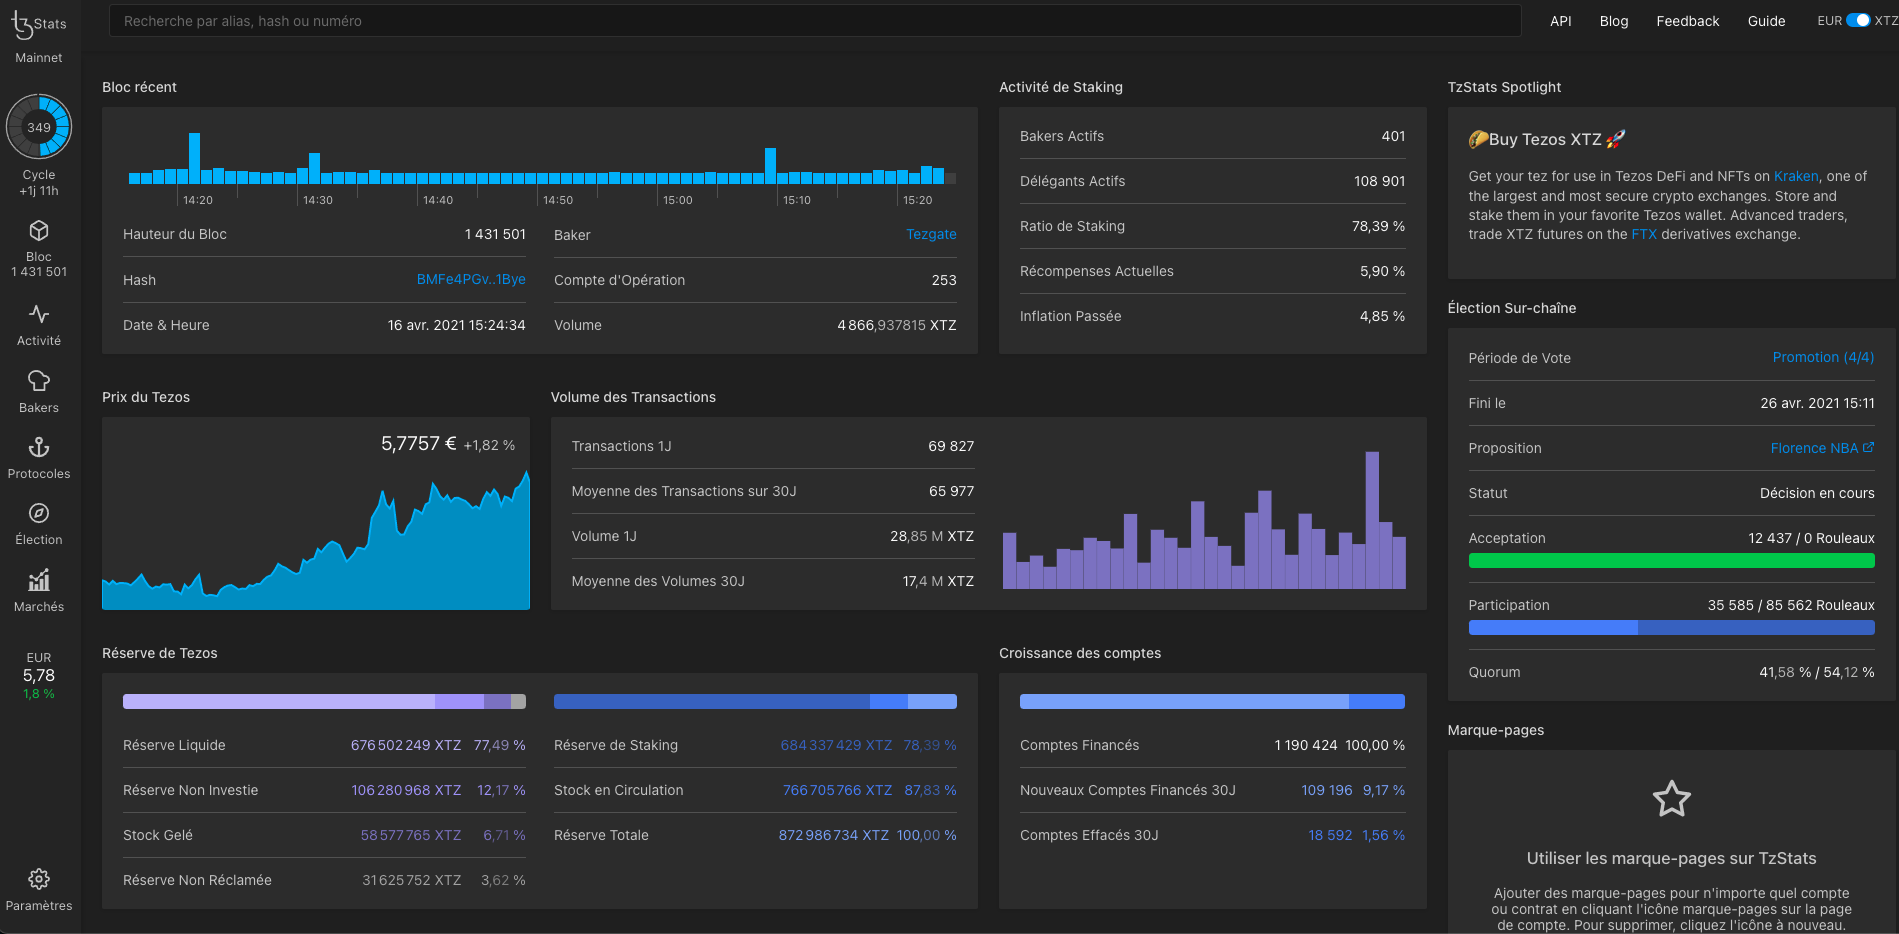 tzStats
Mainnet
349
Cycle
+1j 11h
Bloc
1 431 501
Activité
Bakers
Protocoles
Élection
Marchés
EUR
5,78
1,8 %
Paramètres
Recherche par alias, hash ou numéro
API Blog Feedback Guide EUR XTZ
Bloc récent
14:20 14:30 14:40 14:50 15:00 15:10 15:20
Hauteur du Bloc 1 431 501
Hash BMFe4PGv..1Bye
Date & Heure 16 avr. 2021 15:24:34
Baker Tezgate
Compte d'Opération 253
Volume 4 866,937815 XTZ
Activité de Staking
Bakers Actifs 401
Délégants Actifs 108 901
Ratio de Staking 78,39 %
Récompenses Actuelles 5,90 %
Inflation Passée 4,85 %
TzStats Spotlight
🌮Buy Tezos XTZ 🚀
Get your tez for use in Tezos DeFi and NFTs on Kraken, one of
the largest and most secure crypto exchanges. Store and
stake them in your favorite Tezos wallet. Advanced traders,
trade XTZ futures on the FTX derivatives exchange.
Élection Sur-chaîne
Période de Vote Promotion (4/4)
Fini le 26 avr. 2021 15:11
Proposition Florence NBA
Statut Décision en cours
Acceptation 12 437 / 0 Rouleaux
Participation 35 585 / 85 562 Rouleaux
Quorum 41,58 % / 54,12 %
Prix du Tezos
5,7757 € +1,82 %
Volume des Transactions
Transactions 1J 69 827
Moyenne des Transactions sur 30J 65 977
Volume 1J 28,85 M XTZ
Moyenne des Volumes 30J 17,4 M XTZ
Réserve de Tezos
Réserve Liquide 676 502 249 XTZ 77,49 %
Réserve Non Investie 106 280 968 XTZ 12,17 %
Stock Gelé 58 577 765 XTZ 6,71 %
Réserve Non Réclamée 31 625 752 XTZ 3,62 %
Réserve de Staking 684 337 429 XTZ 78,39 %
Stock en Circulation 766 705 766 XTZ 87,83 %
Réserve Totale 872 986 734 XTZ 100,00 %
Croissance des comptes
Comptes Financés 1 190 424 100,00 %
Nouveaux Comptes Financés 30J 109 196 9,17 %
Comptes Effacés 30J 18 592 1,56 %
Marque-pages
Utiliser les marque-pages sur TzStats
Ajouter des marque-pages pour n'importe quel compte
ou contrat en cliquant l'icône marque-pages sur la page
de compte. Pour supprimer, cliquez l'icône à nouveau.